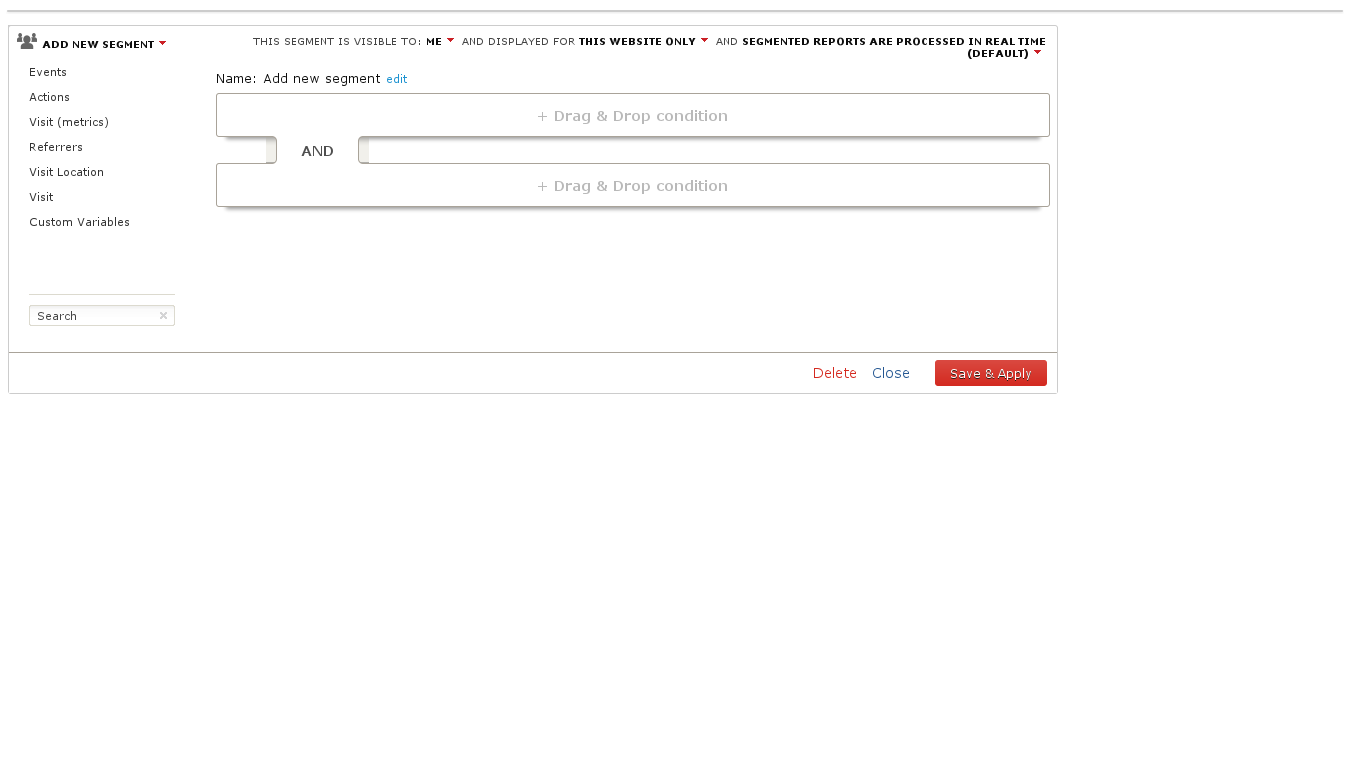 ADD NEW SEGMENT
THIS SEGMENT IS VISIBLE TO: ME AND DISPLAYED FOR THIS WEBSITE ONLY AND SEGMENTED REPORTS ARE PROCESSED IN REAL TIME
(DEFAULT)
Events
Actions
Visit (metrics)
Referrers
Visit Location
Visit
Custom Variables
Search
Name: Add new segment edit
+ Drag & Drop condition
AND
+ Drag & Drop condition
Delete Close Save & Apply